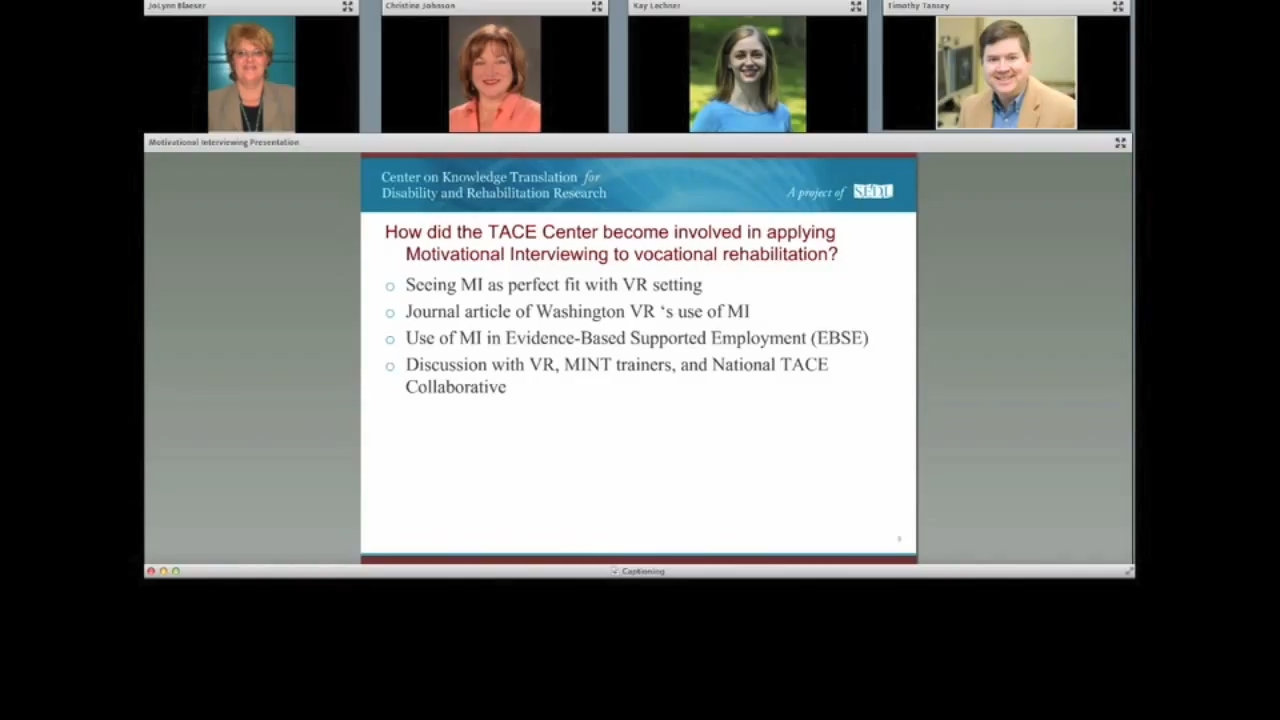 JoLynn Blaeser
Christine Johnson
Kay Lechner
Timothy Tansey
Motivational Interviewing Presentation
Center on Knowledge Translation for
Disability and Rehabilitation Research
A project of SEDL
How did the TACE Center become involved in applying
Motivational Interviewing to vocational rehabilitation?
Seeing MI as perfect fit with VR setting
Journal article of Washington VR ‘s use of MI
Use of MI in Evidence-Based Supported Employment (EBSE)
Discussion with VR, MINT trainers, and National TACE
Collaborative
Captioning